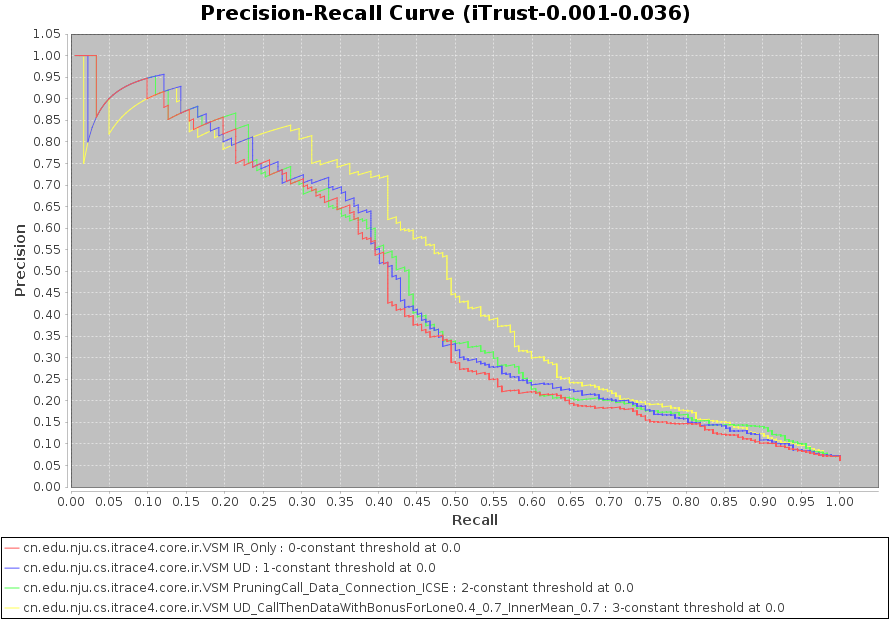 Precision-Recall Curve (iTrust-0.001-0.036)
1.05
1.00
0.95
0.90
0.85
0.80
0.75
0.70
0.65
0.60
0.55
0.50
0.45
0.40
0.35
0.30
0.25
0.20
0.15
0.10
0.05
0.00
Precision
0.00 0.05 0.10 0.15 0.20 0.25 0.30 0.35 0.40 0.45 0.50 0.55 0.60 0.65 0.70 0.75 0.80 0.85 0.90 0.95 1.00
Recall
cn.edu.nju.cs.itrace4.core.ir.VSM IR_Only : 0-constant threshold at 0.0
cn.edu.nju.cs.itrace4.core.ir.VSM UD : 1-constant threshold at 0.0
cn.edu.nju.cs.itrace4.core.ir.VSM PruningCall_Data_Connection_ICSE : 2-constant threshold at 0.0
cn.edu.nju.cs.itrace4.core.ir.VSM UD_CallThenDataWithBonusForLone0.4_0.7_InnerMean_0.7 : 3-constant threshold at 0.0